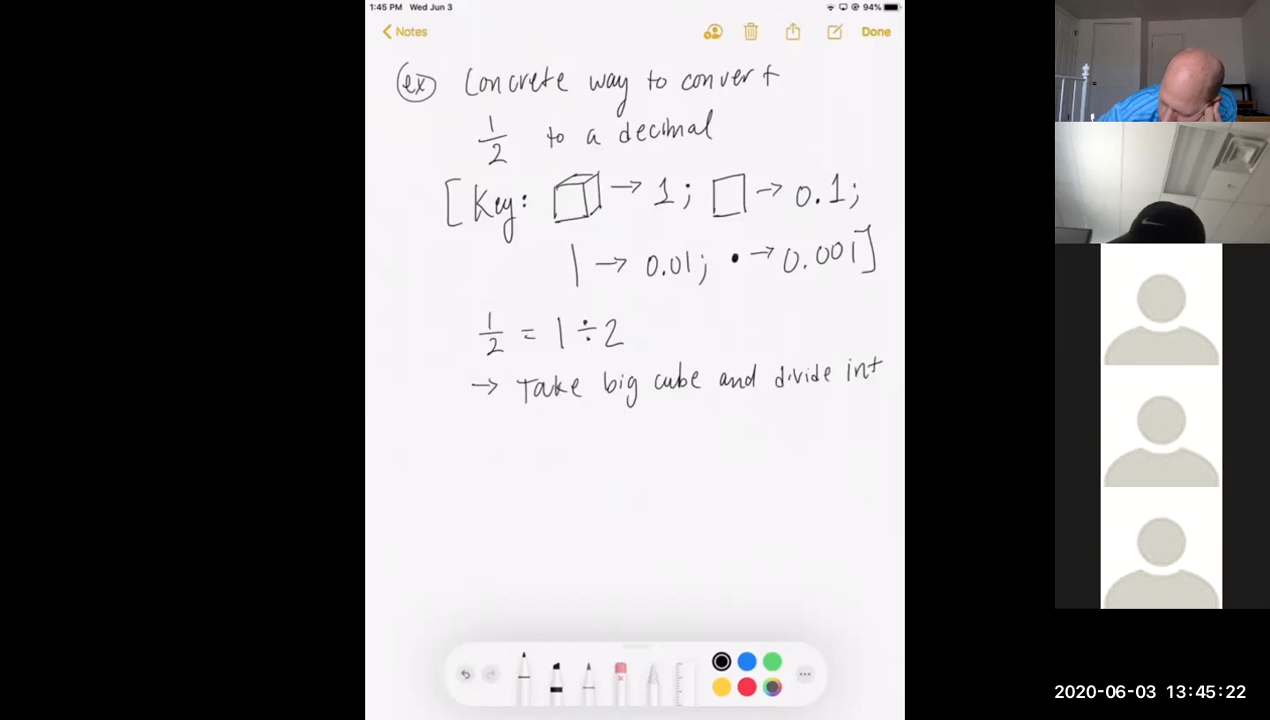 1:45 PM Wed Jun 3
94%
Notes
Done
ex Concrete way to convert
1/2 to a decimal
[Key: → 1; → 0.1;
| → 0.01; • → 0.001]
1/2 = 1 ÷ 2
→ Take big cube and divide int
2020-06-03 13:45:22